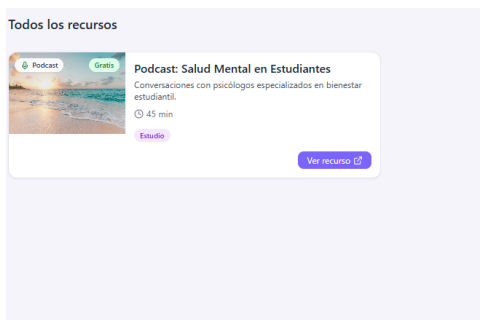 Todos los recursos
Podcast
Gratis
Podcast: Salud Mental en Estudiantes
Conversaciones con psicólogos especializados en bienestar
estudiantil.
45 min
Estudio
Ver recurso